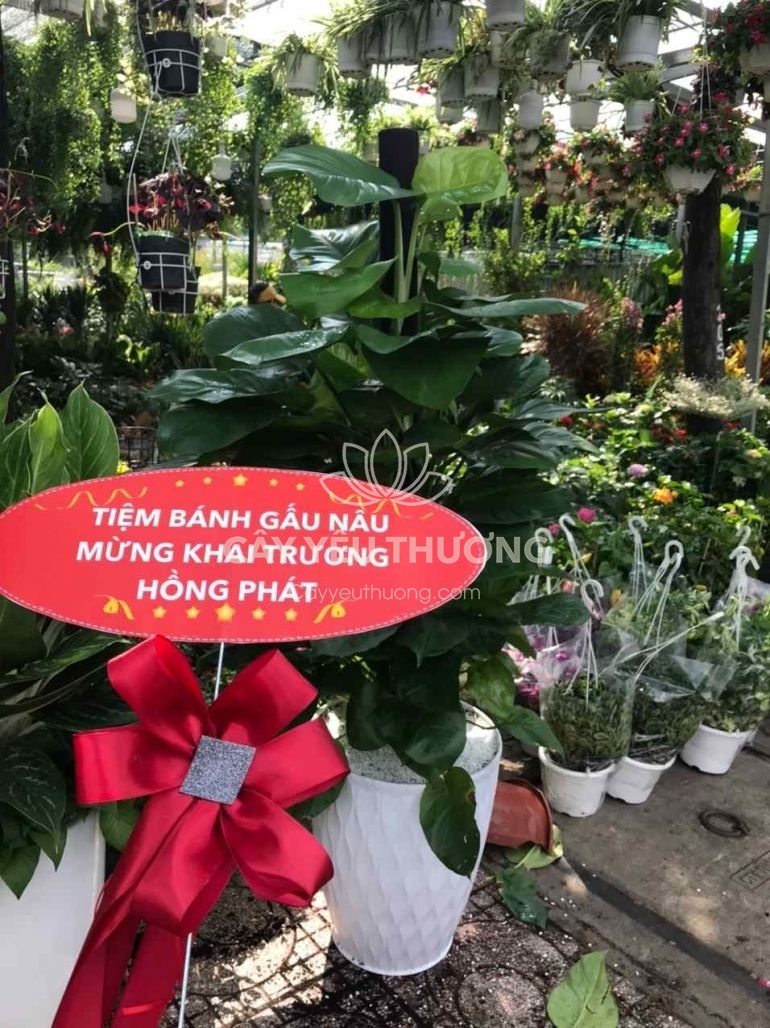 TIỆM BÁNH GẤU NÂU
MỪNG KHAI TRƯƠNG
HỒNG PHÁT
CÂY YÊU THƯƠNG
Cayyeuthuong.com